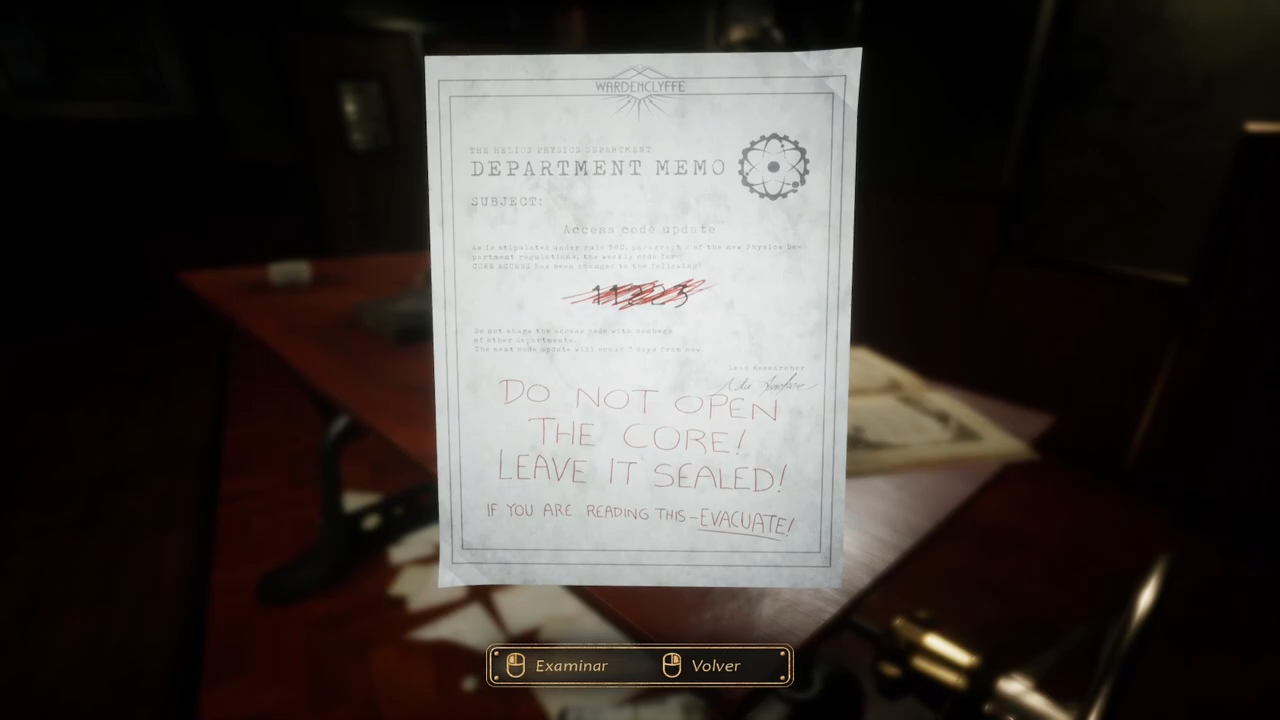 WARDENCLYFFE
THE HELIOS PHYSICS DEPARTMENT
DEPARTMENT MEMO
SUBJECT:
Access code update
As is stipulated under rule 50C, paragraph of the new Physics De-
partment regulations, the weekly code for
CORE ACCESS has been changed to the following:
Do not share the access code with members
of other departments.
The next code update will occur 7 days from now.
Lead Researcher
DO NOT OPEN
THE CORE!
LEAVE IT SEALED!
IF YOU ARE READING THIS-EVACUATE!
Examinar
Volver